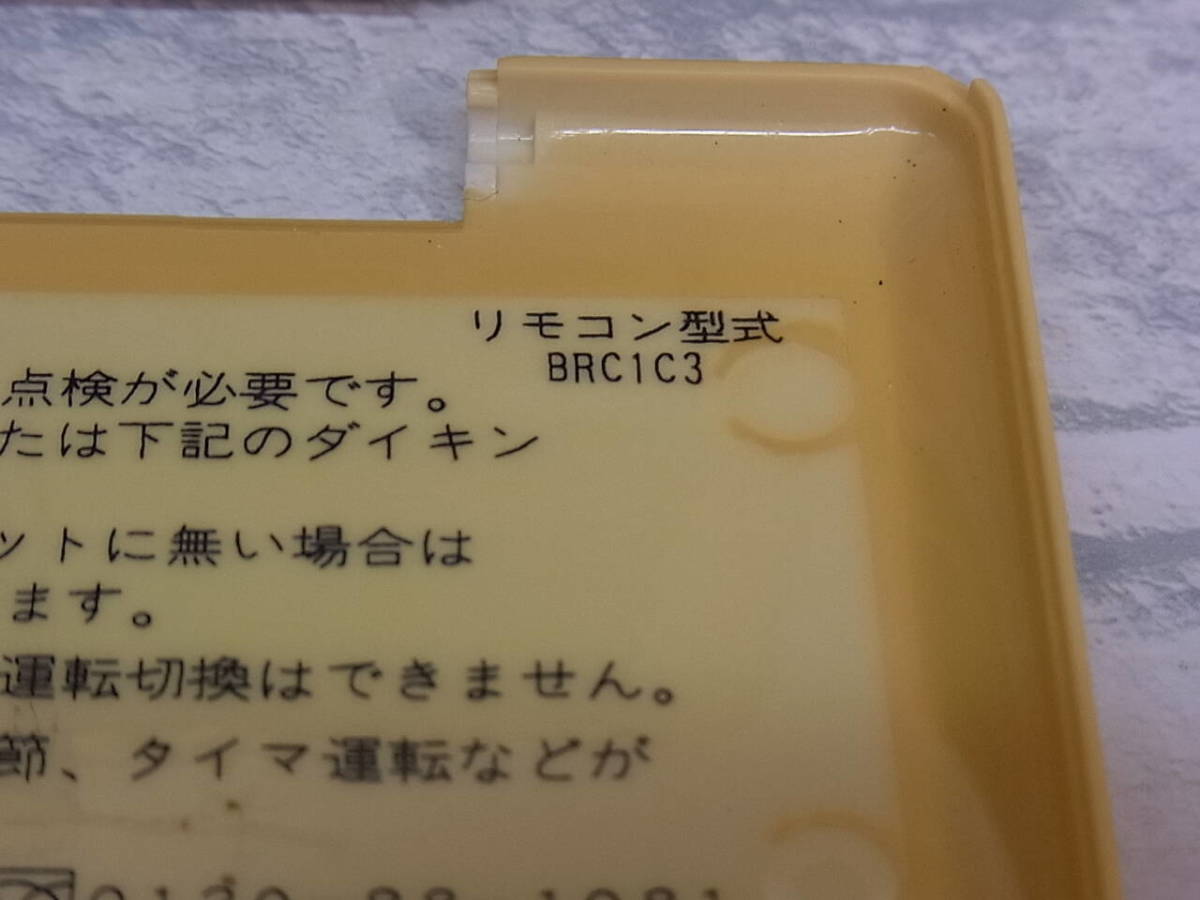 リモコン型式
BRC1C3
点検が必要です。
たは下記のダイキン
ットに無い場合は
ます。
運転切換はできません。
節、タイマ運転などが